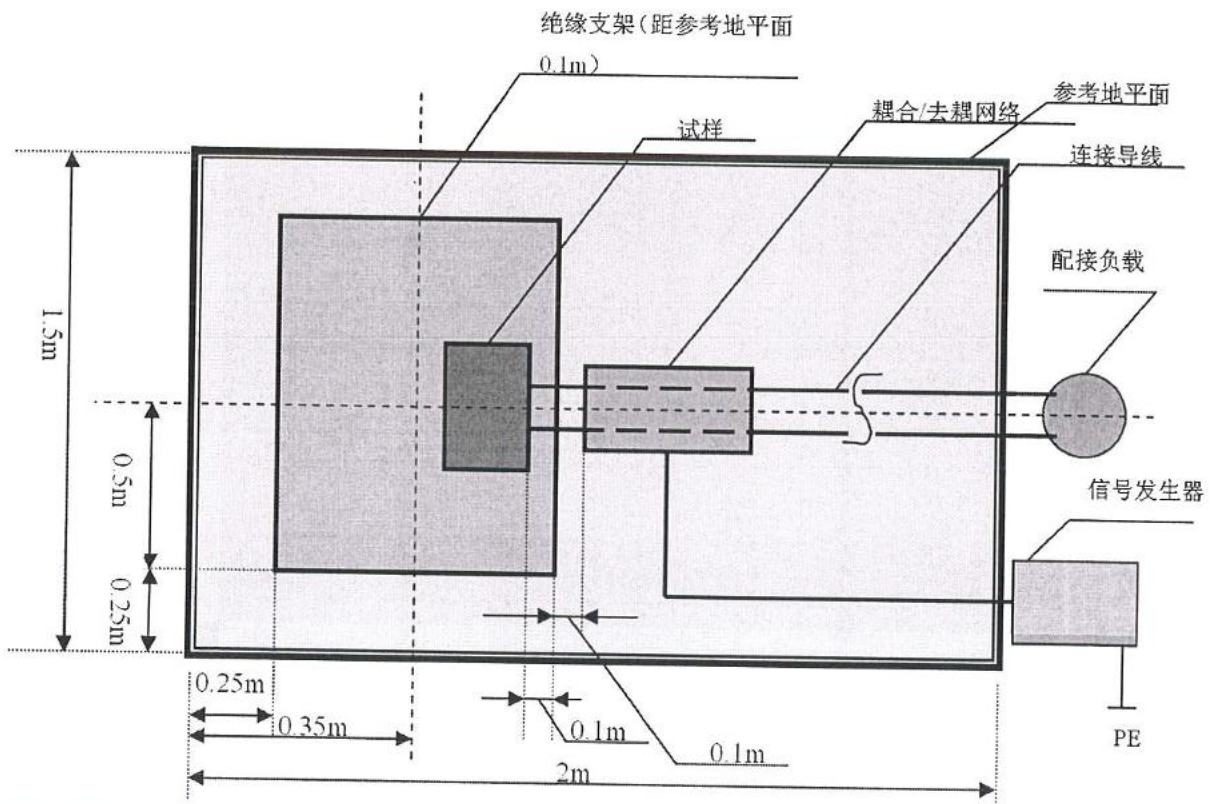 绝缘支架(距参考地平面
0.1m)
参考地平面
耦合/去耦网络
试样
连接导线
配接负载
1.5m
0.5m
信号发生器
0.25m
0.25m
0.35m
0.1m
0.1m
PE
2m